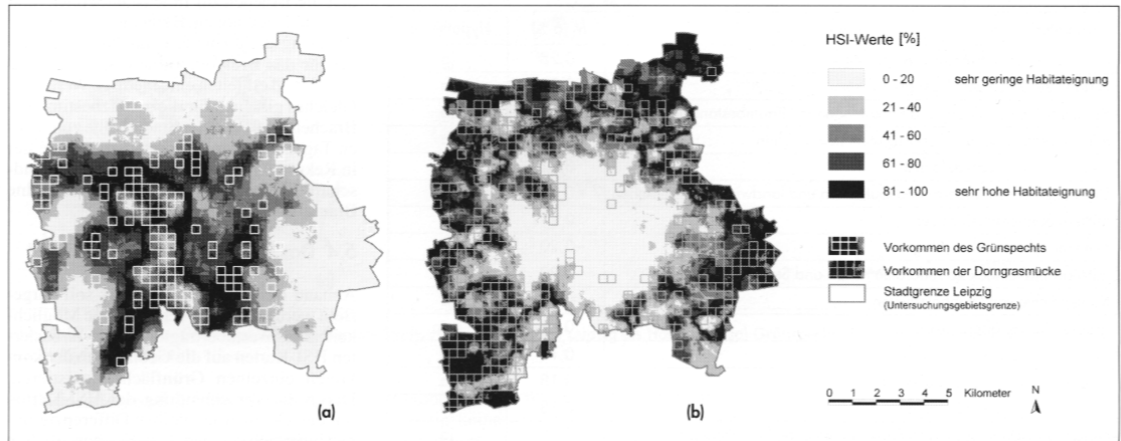 HSI-Werte [%]
0 - 20 sehr geringe Habitateignung
21 - 40
41 - 60
61 - 80
81 - 100 sehr hohe Habitateignung
Vorkommen des Grünspechts
Vorkommen der Dorngrasmücke
Stadtgrenze Leipzig
(Untersuchungsgebietsgrenze)
(a)
(b)
0 1 2 3 4 5 Kilometer
N